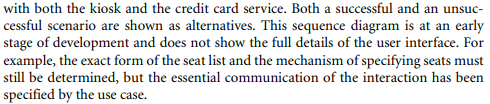 with both the kiosk and the credit card service. Both a successful and an unsuc-
cessful scenario are shown as alternatives. This sequence diagram is at an early
stage of development and does not show the full details of the user interface. For
example, the exact form of the seat list and the mechanism of specifying seats must
still be determined, but the essential communication of the interaction has been
specified by the use case.